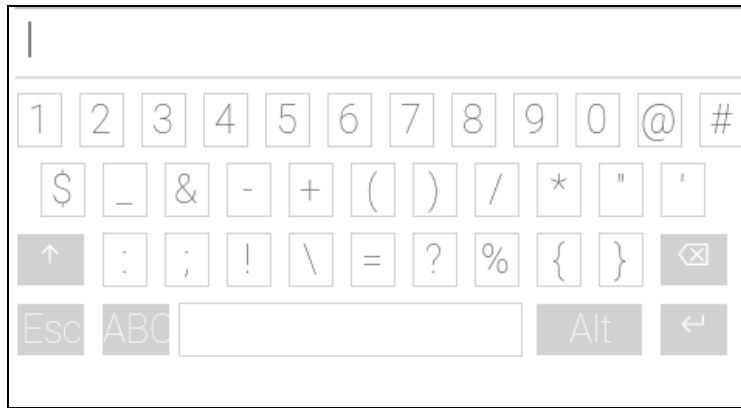 1 2 3 4 5 6 7 8 9 0 @ #
$ _ & - + ( ) / * " '
↑ : ; ! \ = ? % { } ⌫
Esc ABC Alt ↵